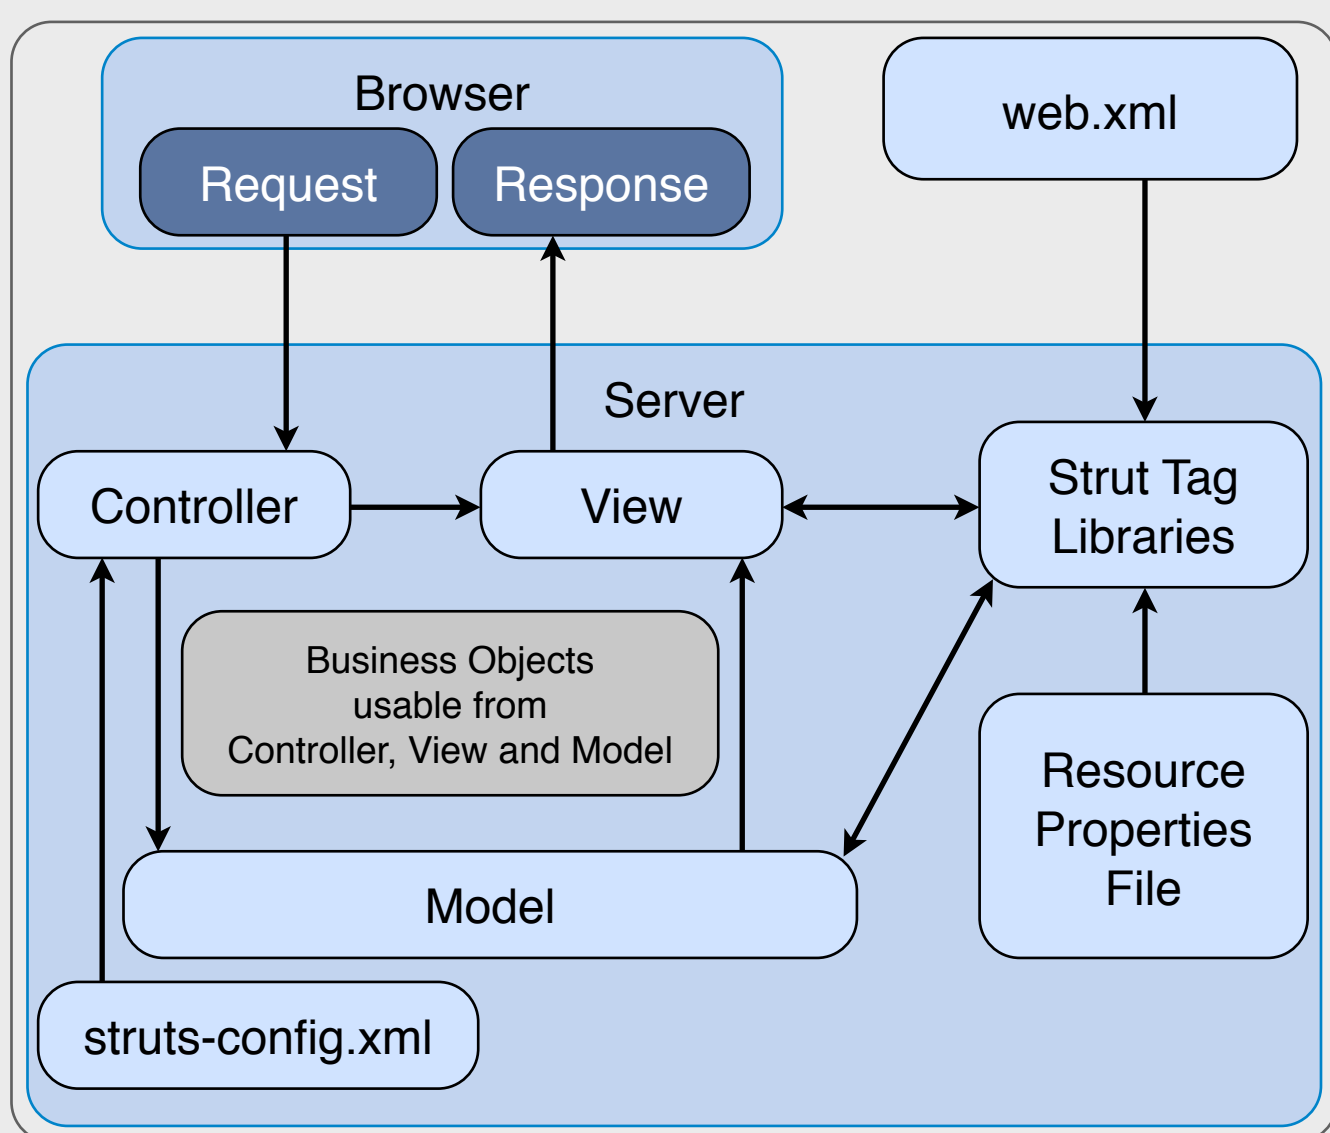 Browser
Request
Response
web.xml
Server
Controller
View
Strut Tag
Libraries
Business Objects
usable from
Controller, View and Model
Resource
Properties
File
Model
struts-config.xml